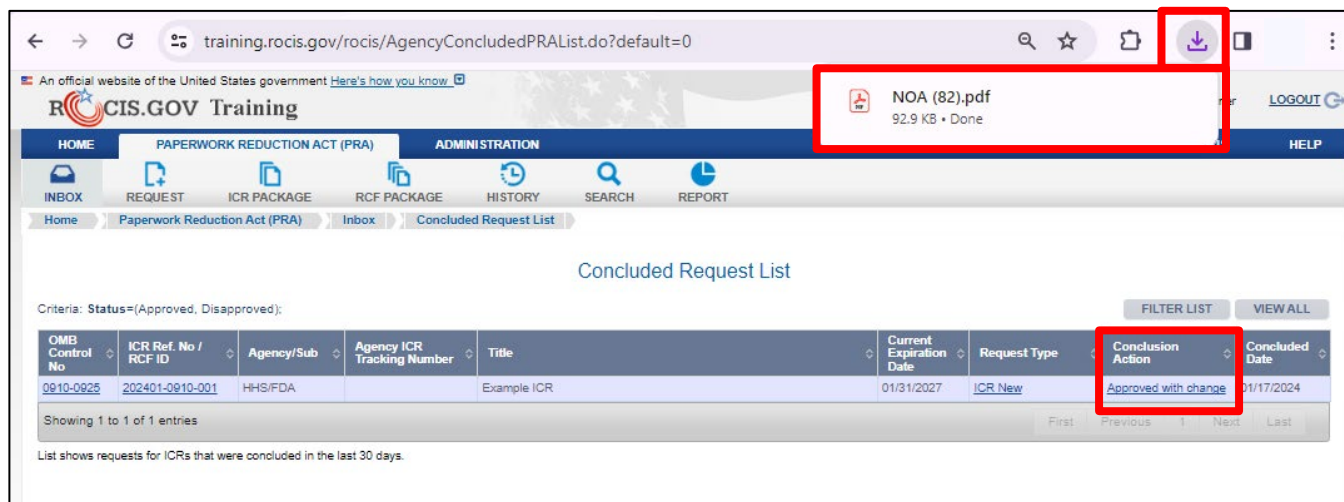 training.rocis.gov/rocis/AgencyConcludedPRAList.do?default=0
An official website of the United States government Here's how you know
ROCIS.GOV Training
NOA (82).pdf
92.9 KB • Done
LOGOUT
HOME PAPERWORK REDUCTION ACT (PRA) ADMINISTRATION HELP
INBOX REQUEST ICR PACKAGE RCF PACKAGE HISTORY SEARCH REPORT
Home Paperwork Reduction Act (PRA) Inbox Concluded Request List
Concluded Request List
Criteria: Status=(Approved, Disapproved); FILTER LIST VIEW ALL
OMB Control No ICR Ref. No / RCF ID Agency/Sub Agency ICR Tracking Number Title Current Expiration Date Request Type Conclusion Action Concluded Date
0910-0925 202401-0910-001 HHS/FDA Example ICR 01/31/2027 ICR New Approved with change 01/17/2024
Showing 1 to 1 of 1 entries First Previous 1 Next Last
List shows requests for ICRs that were concluded in the last 30 days.